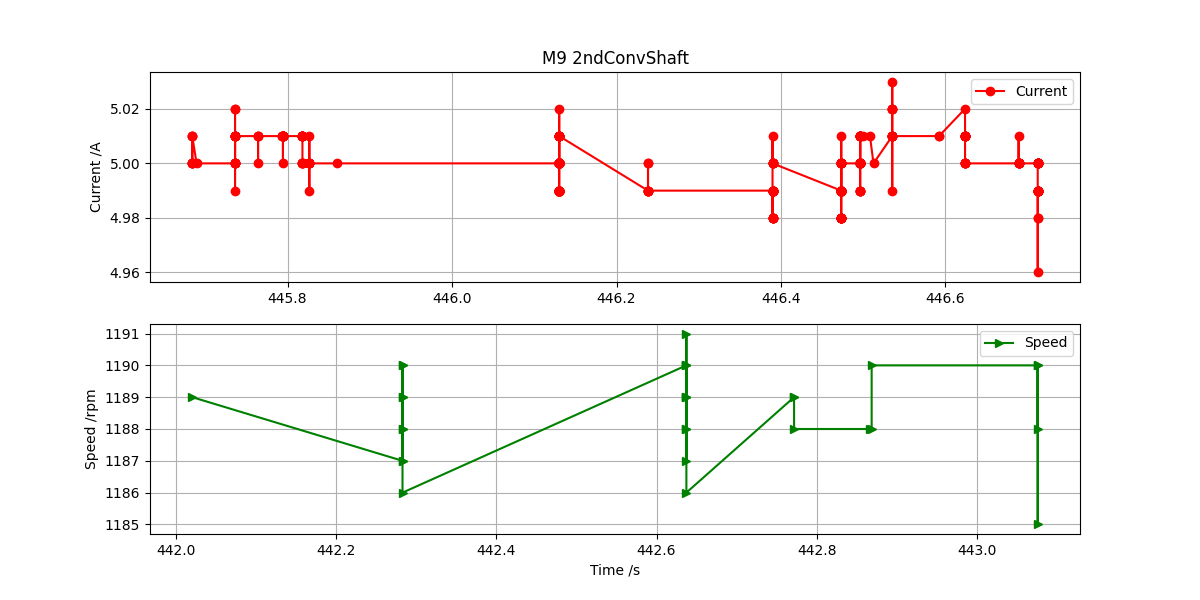 M9 2ndConvShaft
Current /A
5.02
5.00
4.98
4.96
Current
445.8 446.0 446.2 446.4 446.6
Speed /rpm
1191
1190
1189
1188
1187
1186
1185
Speed
442.0 442.2 442.4 442.6 442.8 443.0
Time /s